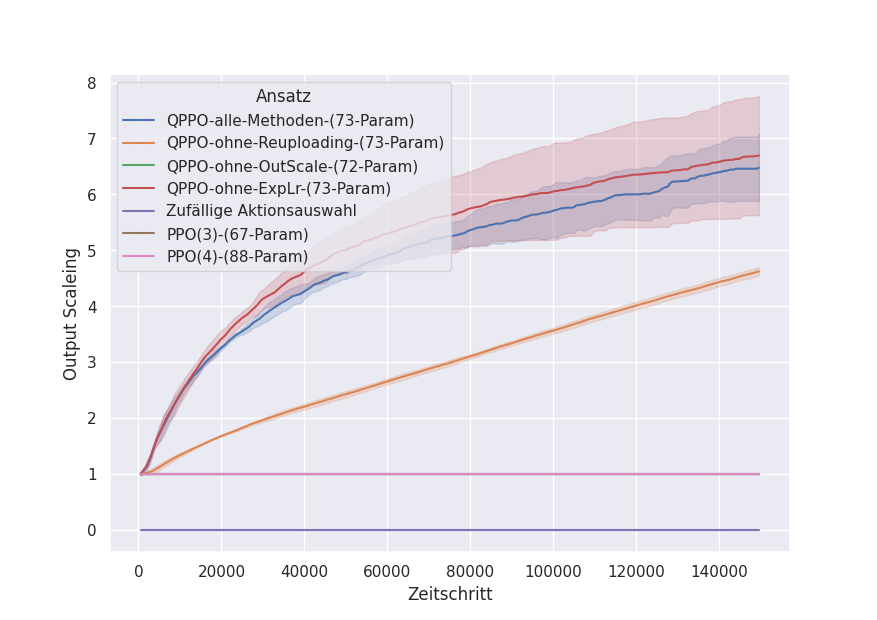 8
7
6
5
4
3
2
1
0
Output Scaleing
Ansatz
QPPO-alle-Methoden-(73-Param)
QPPO-ohne-Reuploading-(73-Param)
QPPO-ohne-OutScale-(72-Param)
QPPO-ohne-ExpLr-(73-Param)
Zufällige Aktionsauswahl
PPO(3)-(67-Param)
PPO(4)-(88-Param)
0 20000 40000 60000 80000 100000 120000 140000
Zeitschritt